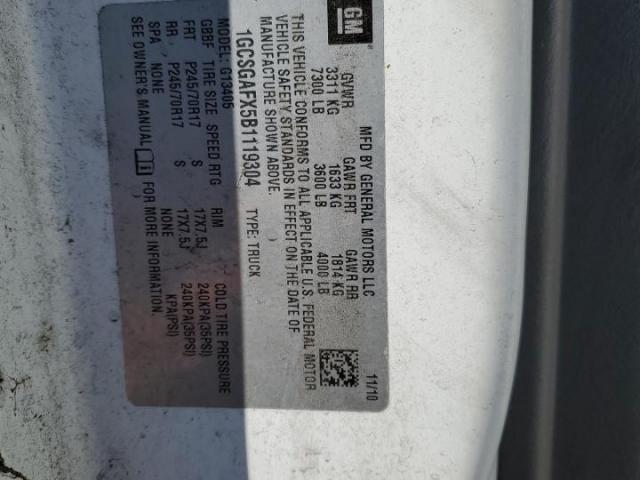 GM
MFD BY GENERAL MOTORS LLC 11/10
GVWR GAWR FRT GAWR RR
3311 KG 1633 KG 1814 KG
7300 LB 3600 LB 4000 LB
THIS VEHICLE CONFORMS TO ALL APPLICABLE U.S. FEDERAL MOTOR
VEHICLE SAFETY STANDARDS IN EFFECT ON THE DATE OF
MANUFACTURE SHOWN ABOVE.
1GCSGAFX5B1119304 TYPE: TRUCK
MODEL: G13405
GBBF TIRE SIZE SPEED RTG RIM COLD TIRE PRESSURE
FRT P245/70R17 S 17X7.5J 240KPA(35PSI)
RR P245/70R17 S 17X7.5J 240KPA(35PSI)
SPA NONE NONE KPA(PSI)
SEE OWNER'S MANUAL FOR MORE INFORMATION.